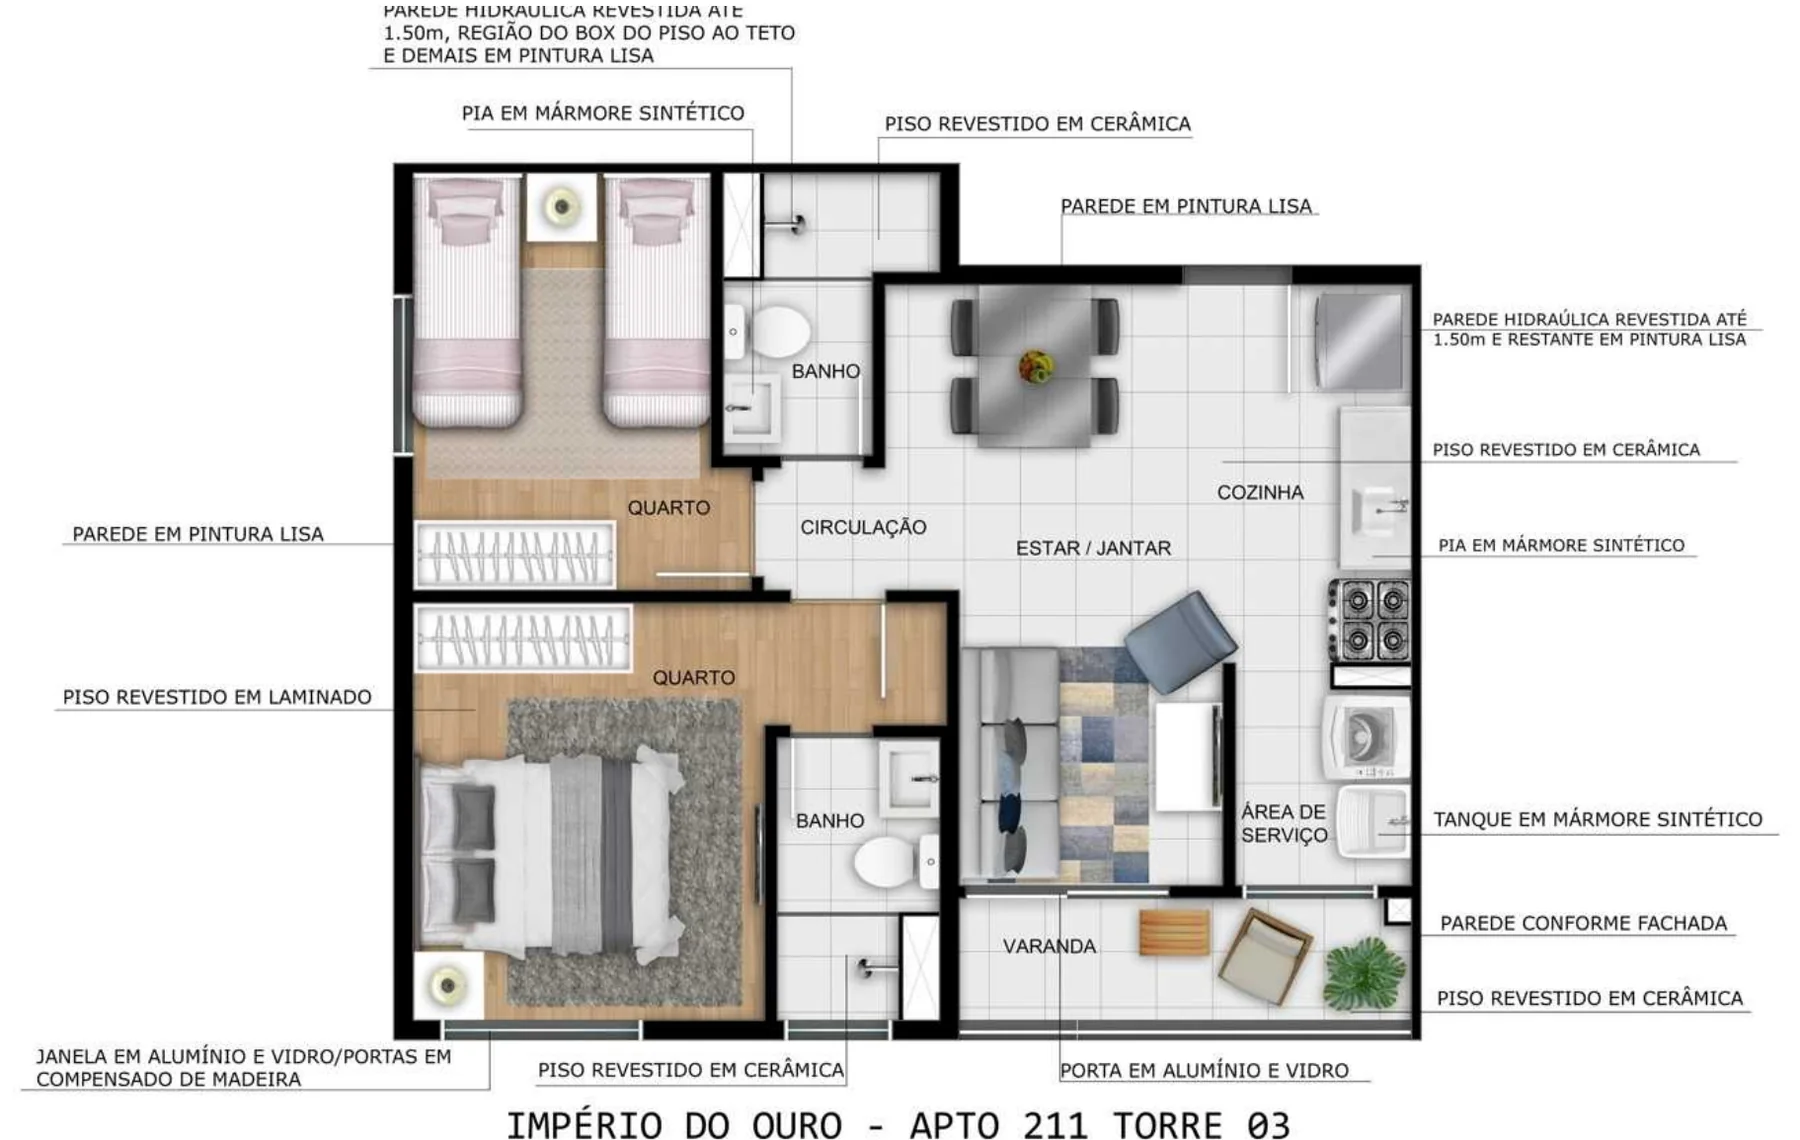 PAREDE HIDRAÚLICA REVESTIDA ATÉ
1.50m, REGIÃO DO BOX DO PISO AO TETO
E DEMAIS EM PINTURA LISA
PIA EM MÁRMORE SINTÉTICO
PISO REVESTIDO EM CERÂMICA
PAREDE EM PINTURA LISA
PAREDE HIDRAÚLICA REVESTIDA ATÉ
1.50m E RESTANTE EM PINTURA LISA
BANHO
PISO REVESTIDO EM CERÂMICA
COZINHA
QUARTO
CIRCULAÇÃO
PAREDE EM PINTURA LISA
ESTAR / JANTAR
PIA EM MÁRMORE SINTÉTICO
QUARTO
PISO REVESTIDO EM LAMINADO
BANHO
ÁREA DE
SERVIÇO
TANQUE EM MÁRMORE SINTÉTICO
PAREDE CONFORME FACHADA
VARANDA
PISO REVESTIDO EM CERÂMICA
JANELA EM ALUMÍNIO E VIDRO/PORTAS EM
COMPENSADO DE MADEIRA
PISO REVESTIDO EM CERÂMICA
PORTA EM ALUMÍNIO E VIDRO
IMPÉRIO DO OURO - APTO 211 TORRE 03